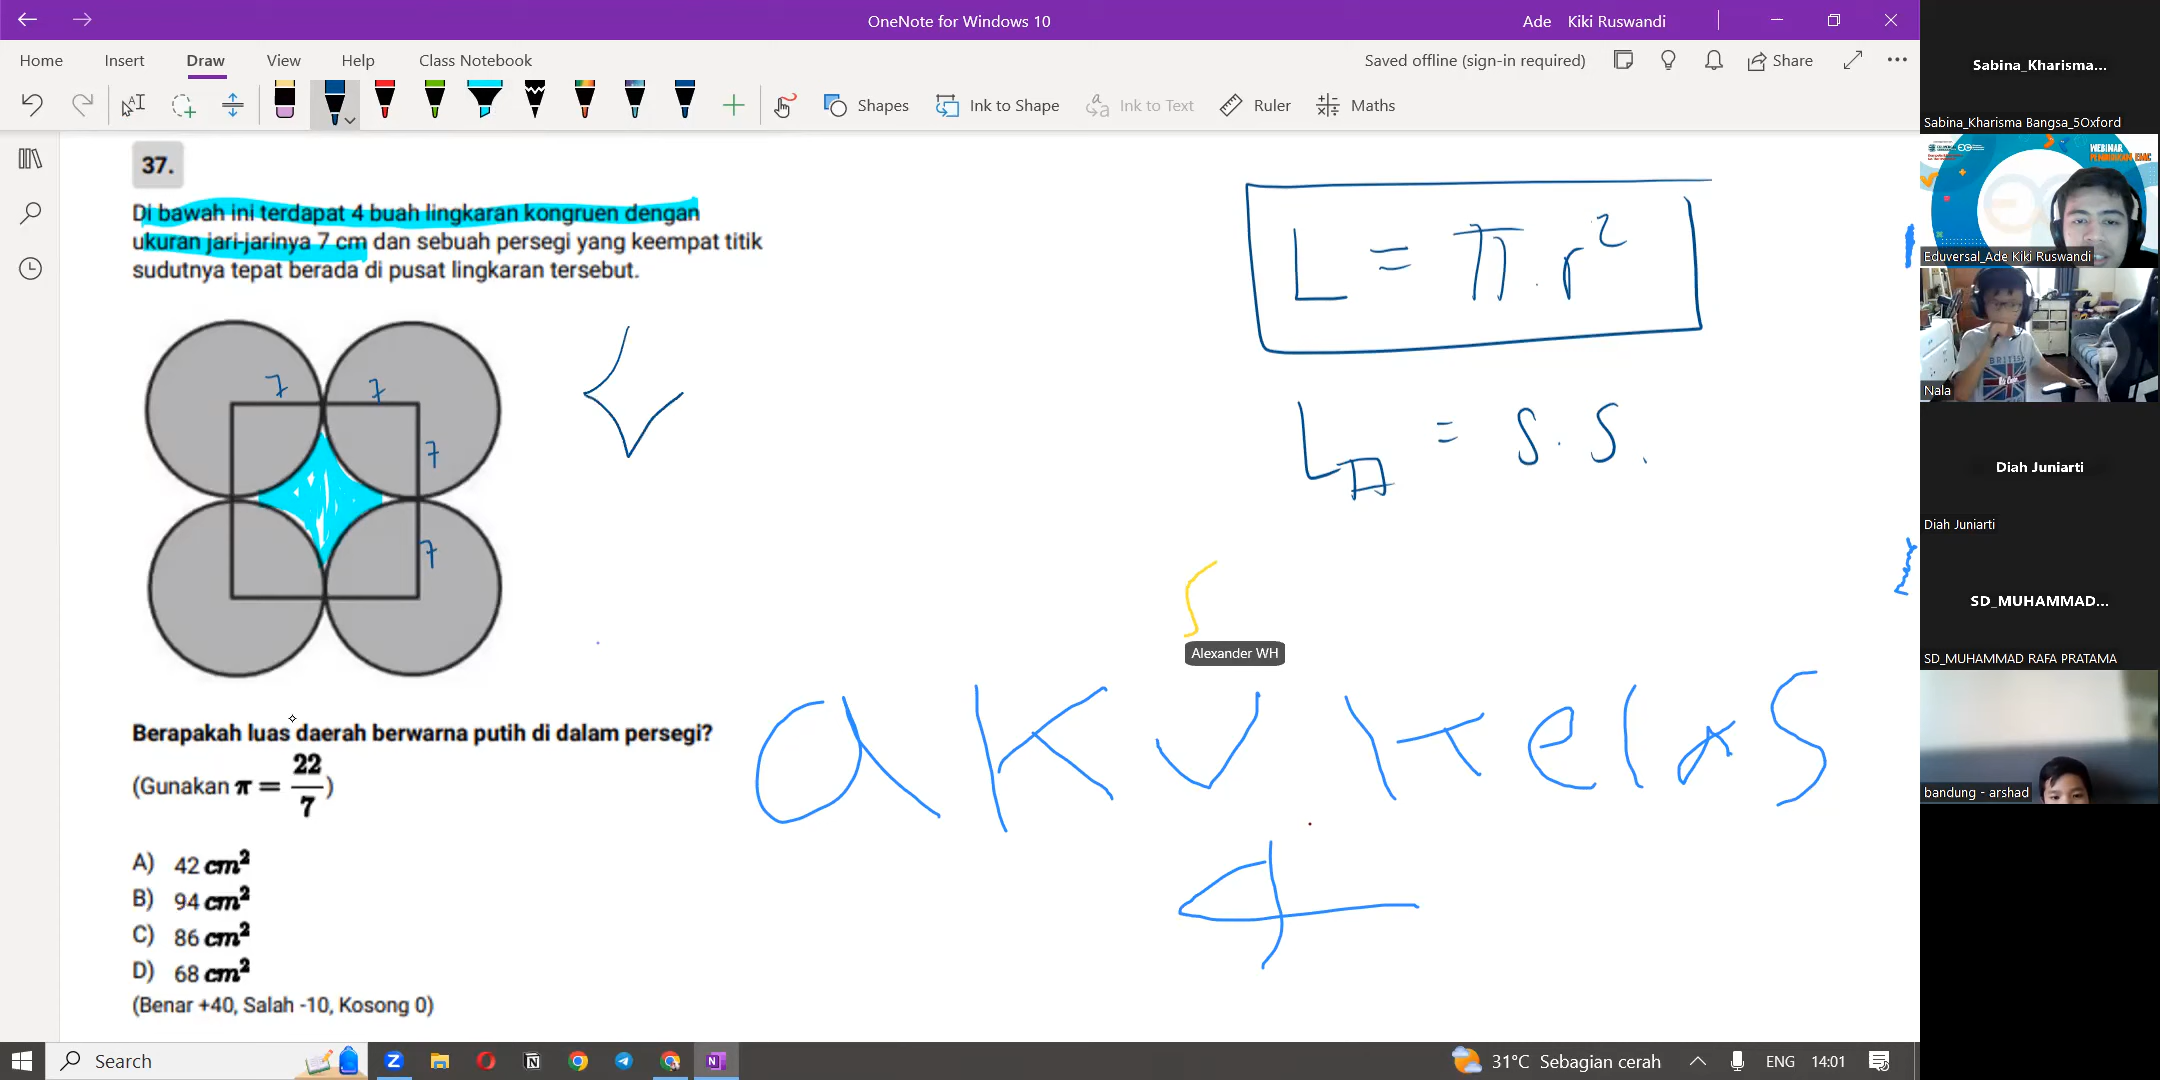 OneNote for Windows 10
Ade Kiki Ruswandi
Home Insert Draw View Help Class Notebook
Saved offline (sign-in required) Share
Shapes Ink to Shape Ink to Text Ruler Maths
37.
Di bawah ini terdapat 4 buah lingkaran kongruen dengan
ukuran jari-jarinya 7 cm dan sebuah persegi yang keempat titik
sudutnya tepat berada di pusat lingkaran tersebut.
7 7
7
7
Berapakah luas daerah berwarna putih di dalam persegi?
(Gunakan π = 22/7)
A) 42 cm²
B) 94 cm²
C) 86 cm²
D) 68 cm²
(Benar +40, Salah -10, Kosong 0)
L = π . r²
L□ = s . s .
Alexander WH
aku kelas
4
Sabina_Kharisma...
Sabina_Kharisma Bangsa_5Oxford
WEBINAR
Eduversal_Ade Kiki Ruswandi
BRITISH
Nala
Diah Juniarti
Diah Juniarti
SD_MUHAMMAD...
SD_MUHAMMAD RAFA PRATAMA
bandung - arshad
Search
31°C Sebagian cerah
ENG 14:01